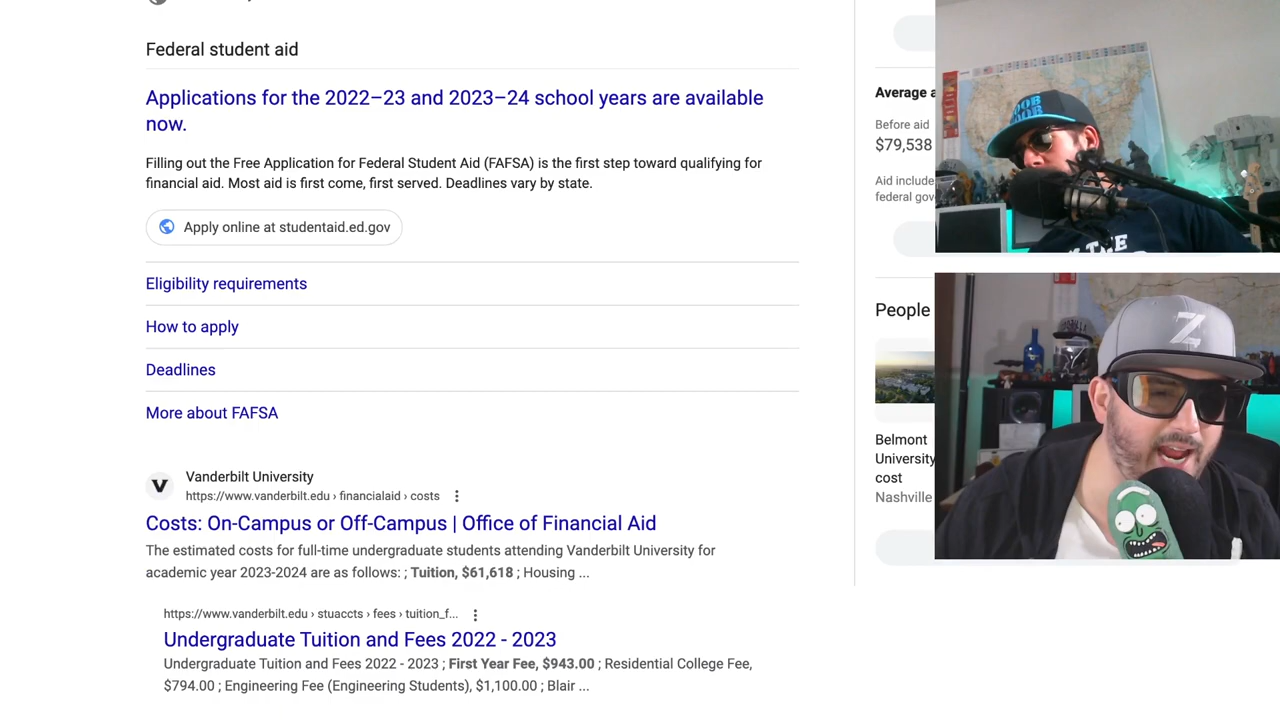 Federal student aid
Applications for the 2022–23 and 2023–24 school years are available
now.
Filling out the Free Application for Federal Student Aid (FAFSA) is the first step toward qualifying for
financial aid. Most aid is first come, first served. Deadlines vary by state.
Apply online at studentaid.ed.gov
Eligibility requirements
How to apply
Deadlines
More about FAFSA
Vanderbilt University
https://www.vanderbilt.edu › financialaid › costs
Costs: On-Campus or Off-Campus | Office of Financial Aid
The estimated costs for full-time undergraduate students attending Vanderbilt University for
academic year 2023-2024 are as follows: ; Tuition, $61,618 ; Housing ...
https://www.vanderbilt.edu › stuaccts › fees › tuition_f...
Undergraduate Tuition and Fees 2022 - 2023
Undergraduate Tuition and Fees 2022 - 2023 ; First Year Fee, $943.00 ; Residential College Fee,
$794.00 ; Engineering Fee (Engineering Students), $1,100.00 ; Blair ...
Average a
Before aid
$79,538
Aid include
federal gov
People
Belmont
University
cost
Nashville
THE
Z